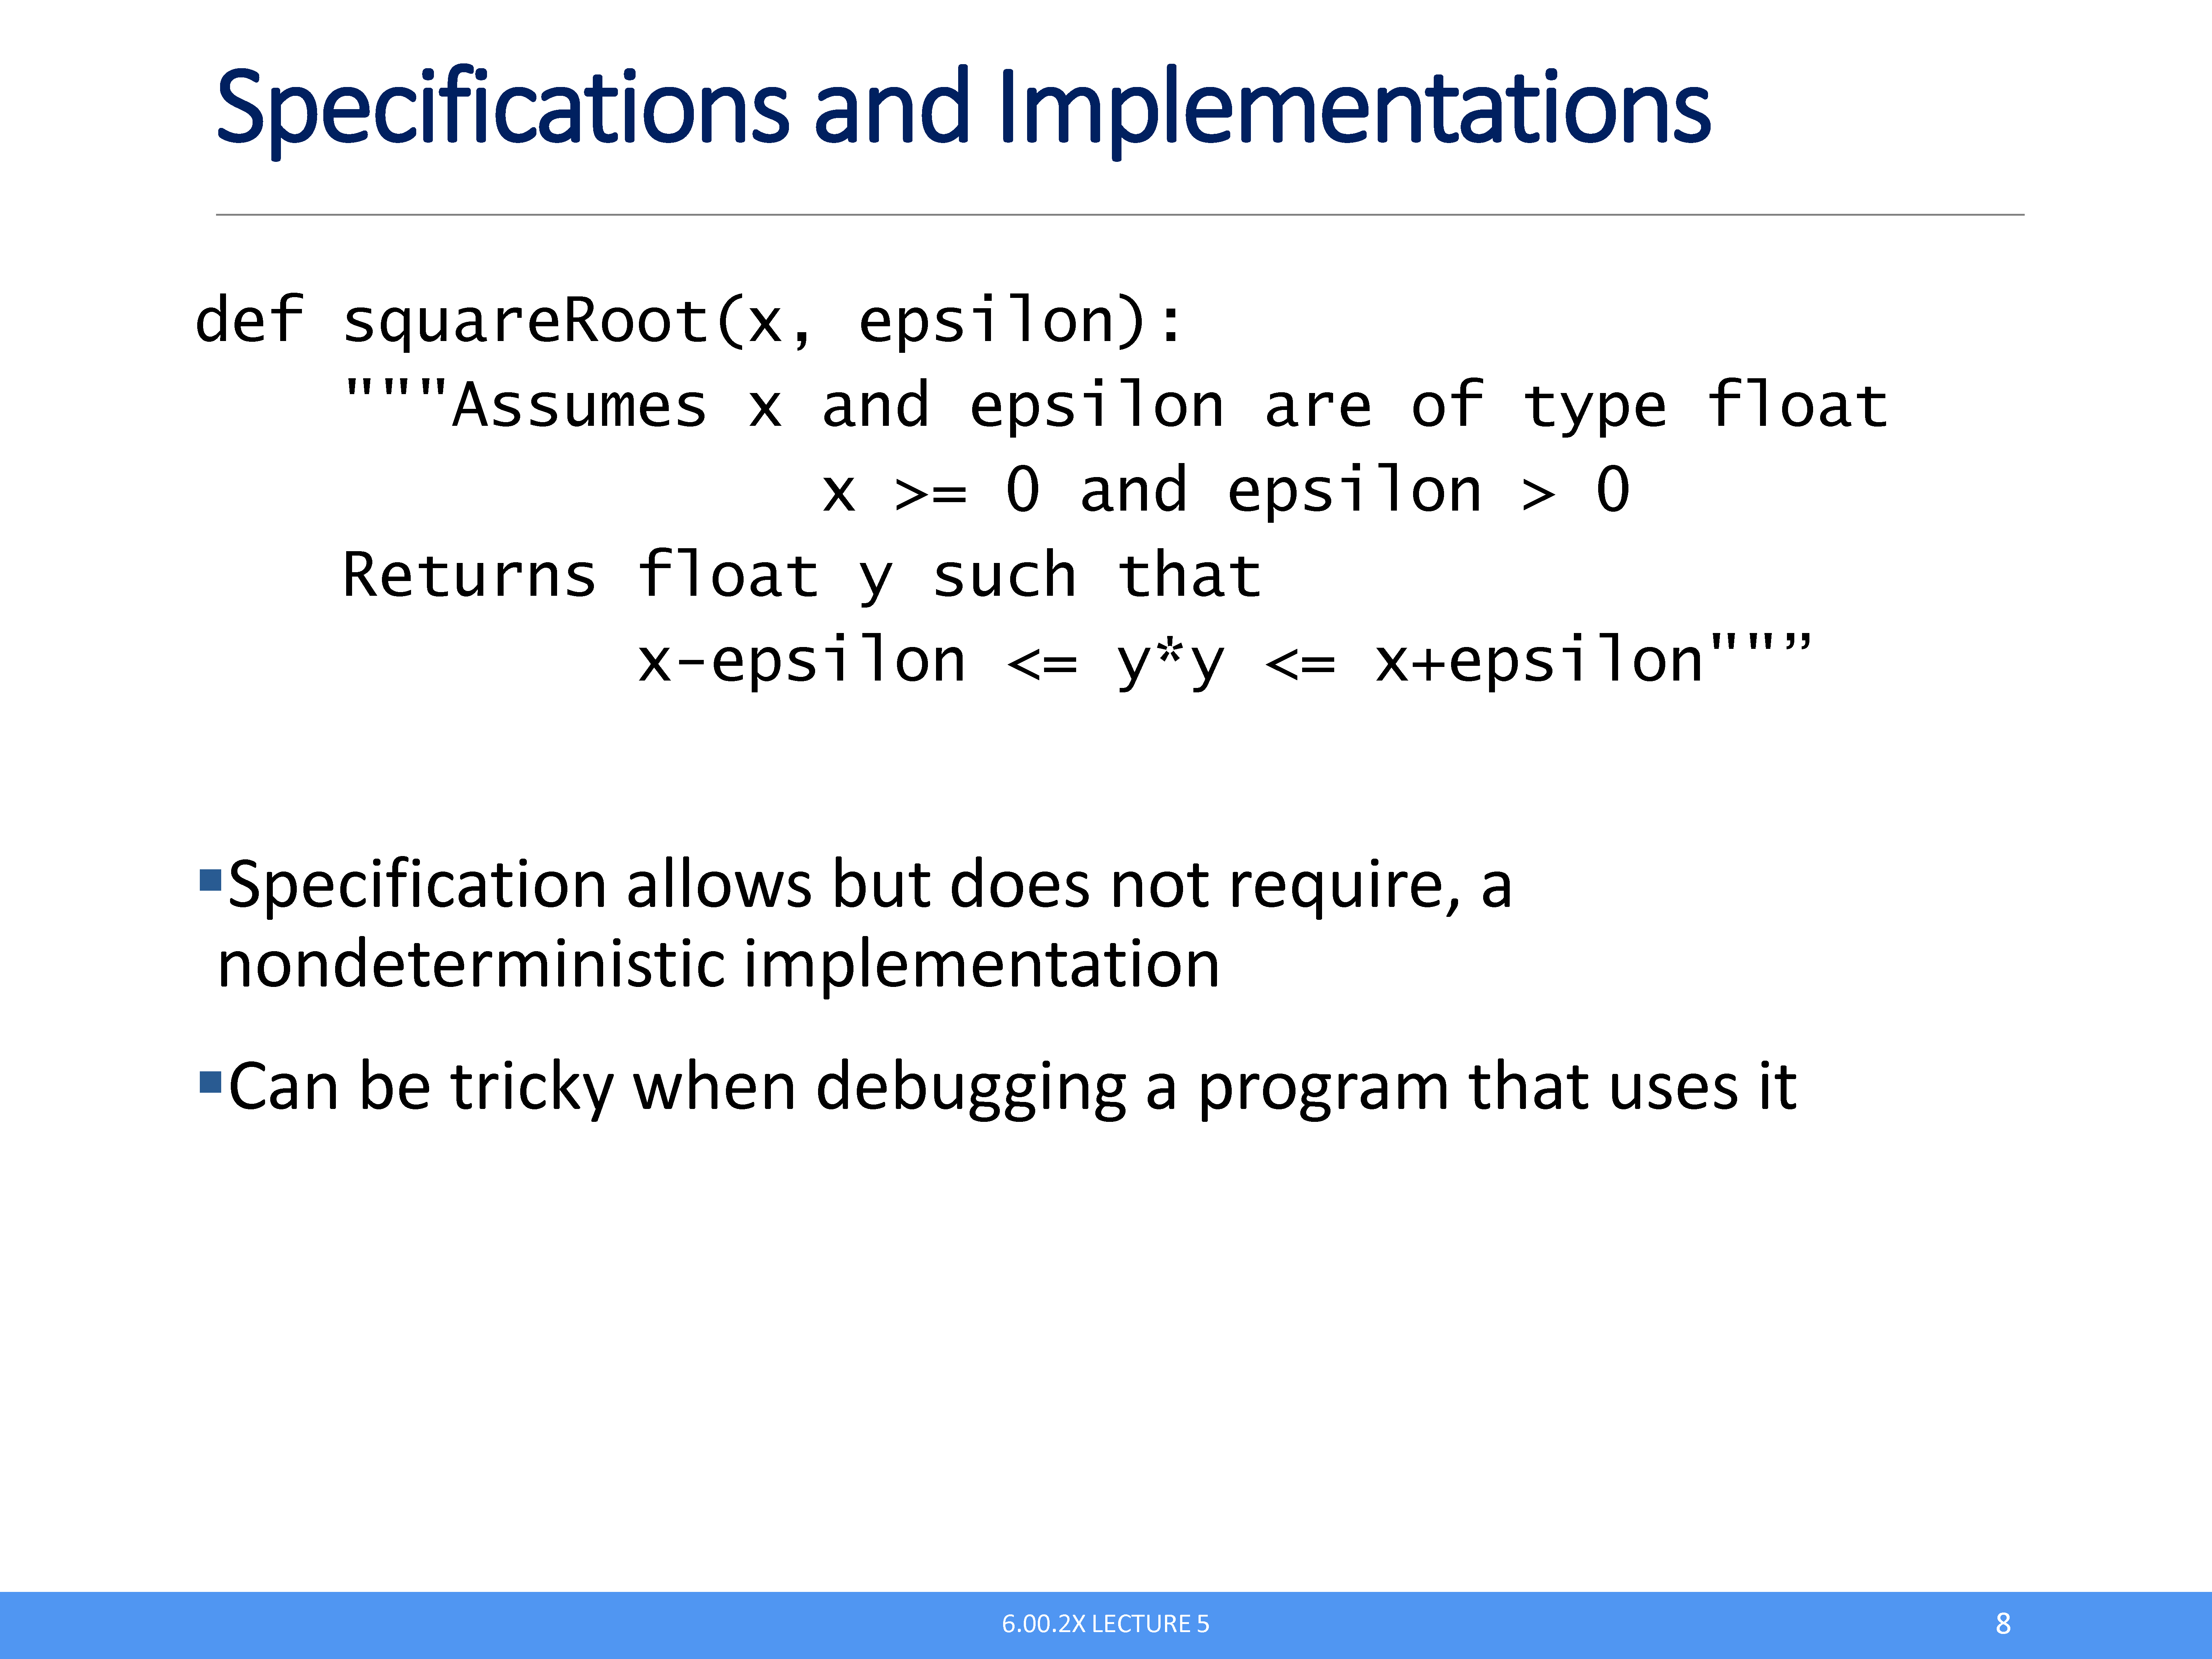 Specifications and Implementations
def squareRoot(x, epsilon):
    """Assumes x and epsilon are of type float
                 x >= 0 and epsilon > 0
    Returns float y such that
            x-epsilon <= y*y <= x+epsilon""”
▪Specification allows but does not require, a
nondeterministic implementation
▪Can be tricky when debugging a program that uses it
6.00.2X LECTURE 5
8